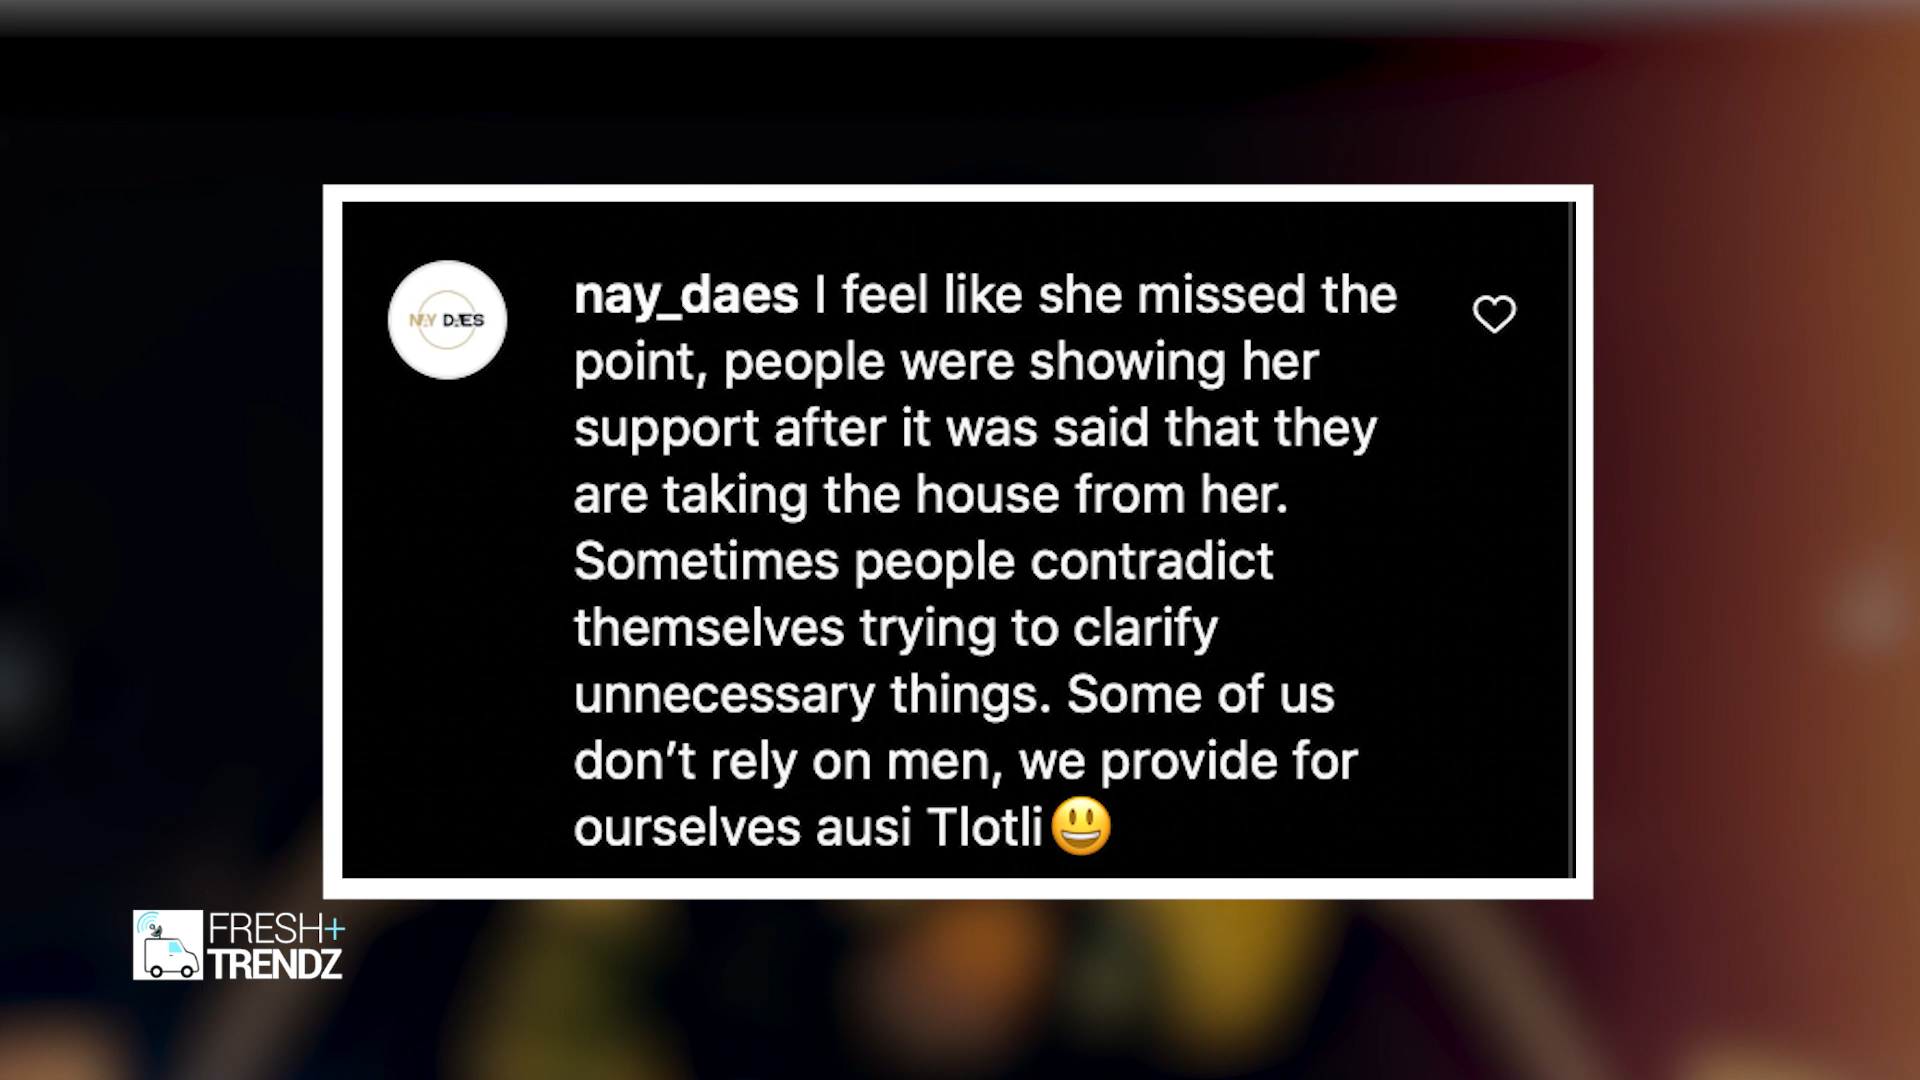 nay_daes I feel like she missed the
point, people were showing her
support after it was said that they
are taking the house from her.
Sometimes people contradict
themselves trying to clarify
unnecessary things. Some of us
don’t rely on men, we provide for
ourselves ausi Tlotli😃
NAY DAES
FRESH+
TRENDZ